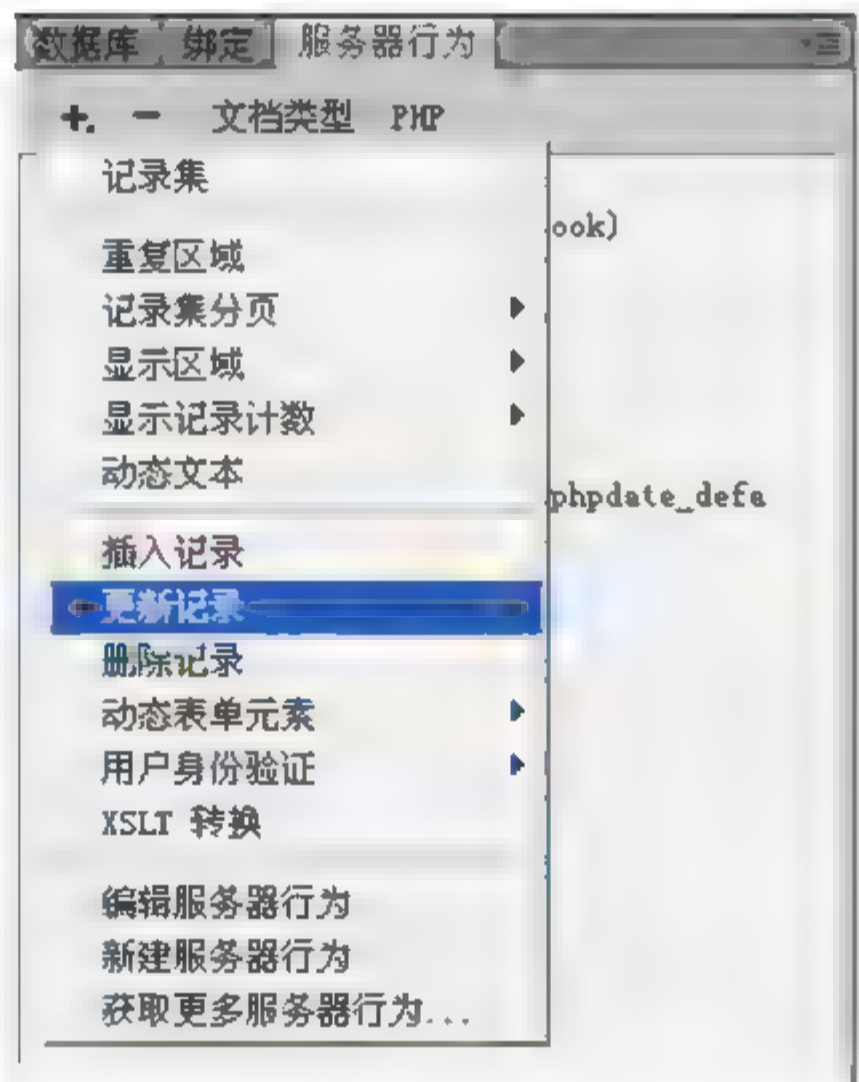 数据库 绑定 服务器行为
文档类型 PHP
记录集
ook)
重复区域
记录集分页
显示区域
显示记录计数
动态文本
phpdate_defa
插入记录
更新记录
删除记录
动态表单元素
用户身份验证
XSLT 转换
编辑服务器行为
新建服务器行为
获取更多服务器行为...